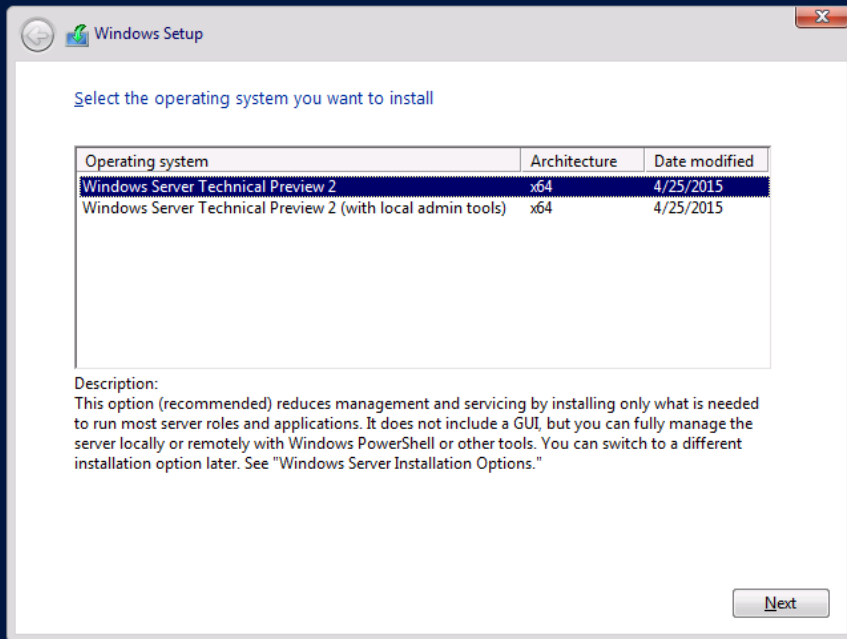 Windows Setup
Select the operating system you want to install
Operating system Architecture Date modified
Windows Server Technical Preview 2 x64 4/25/2015
Windows Server Technical Preview 2 (with local admin tools) x64 4/25/2015
Description:
This option (recommended) reduces management and servicing by installing only what is needed
to run most server roles and applications. It does not include a GUI, but you can fully manage the
server locally or remotely with Windows PowerShell or other tools. You can switch to a different
installation option later. See "Windows Server Installation Options."
Next